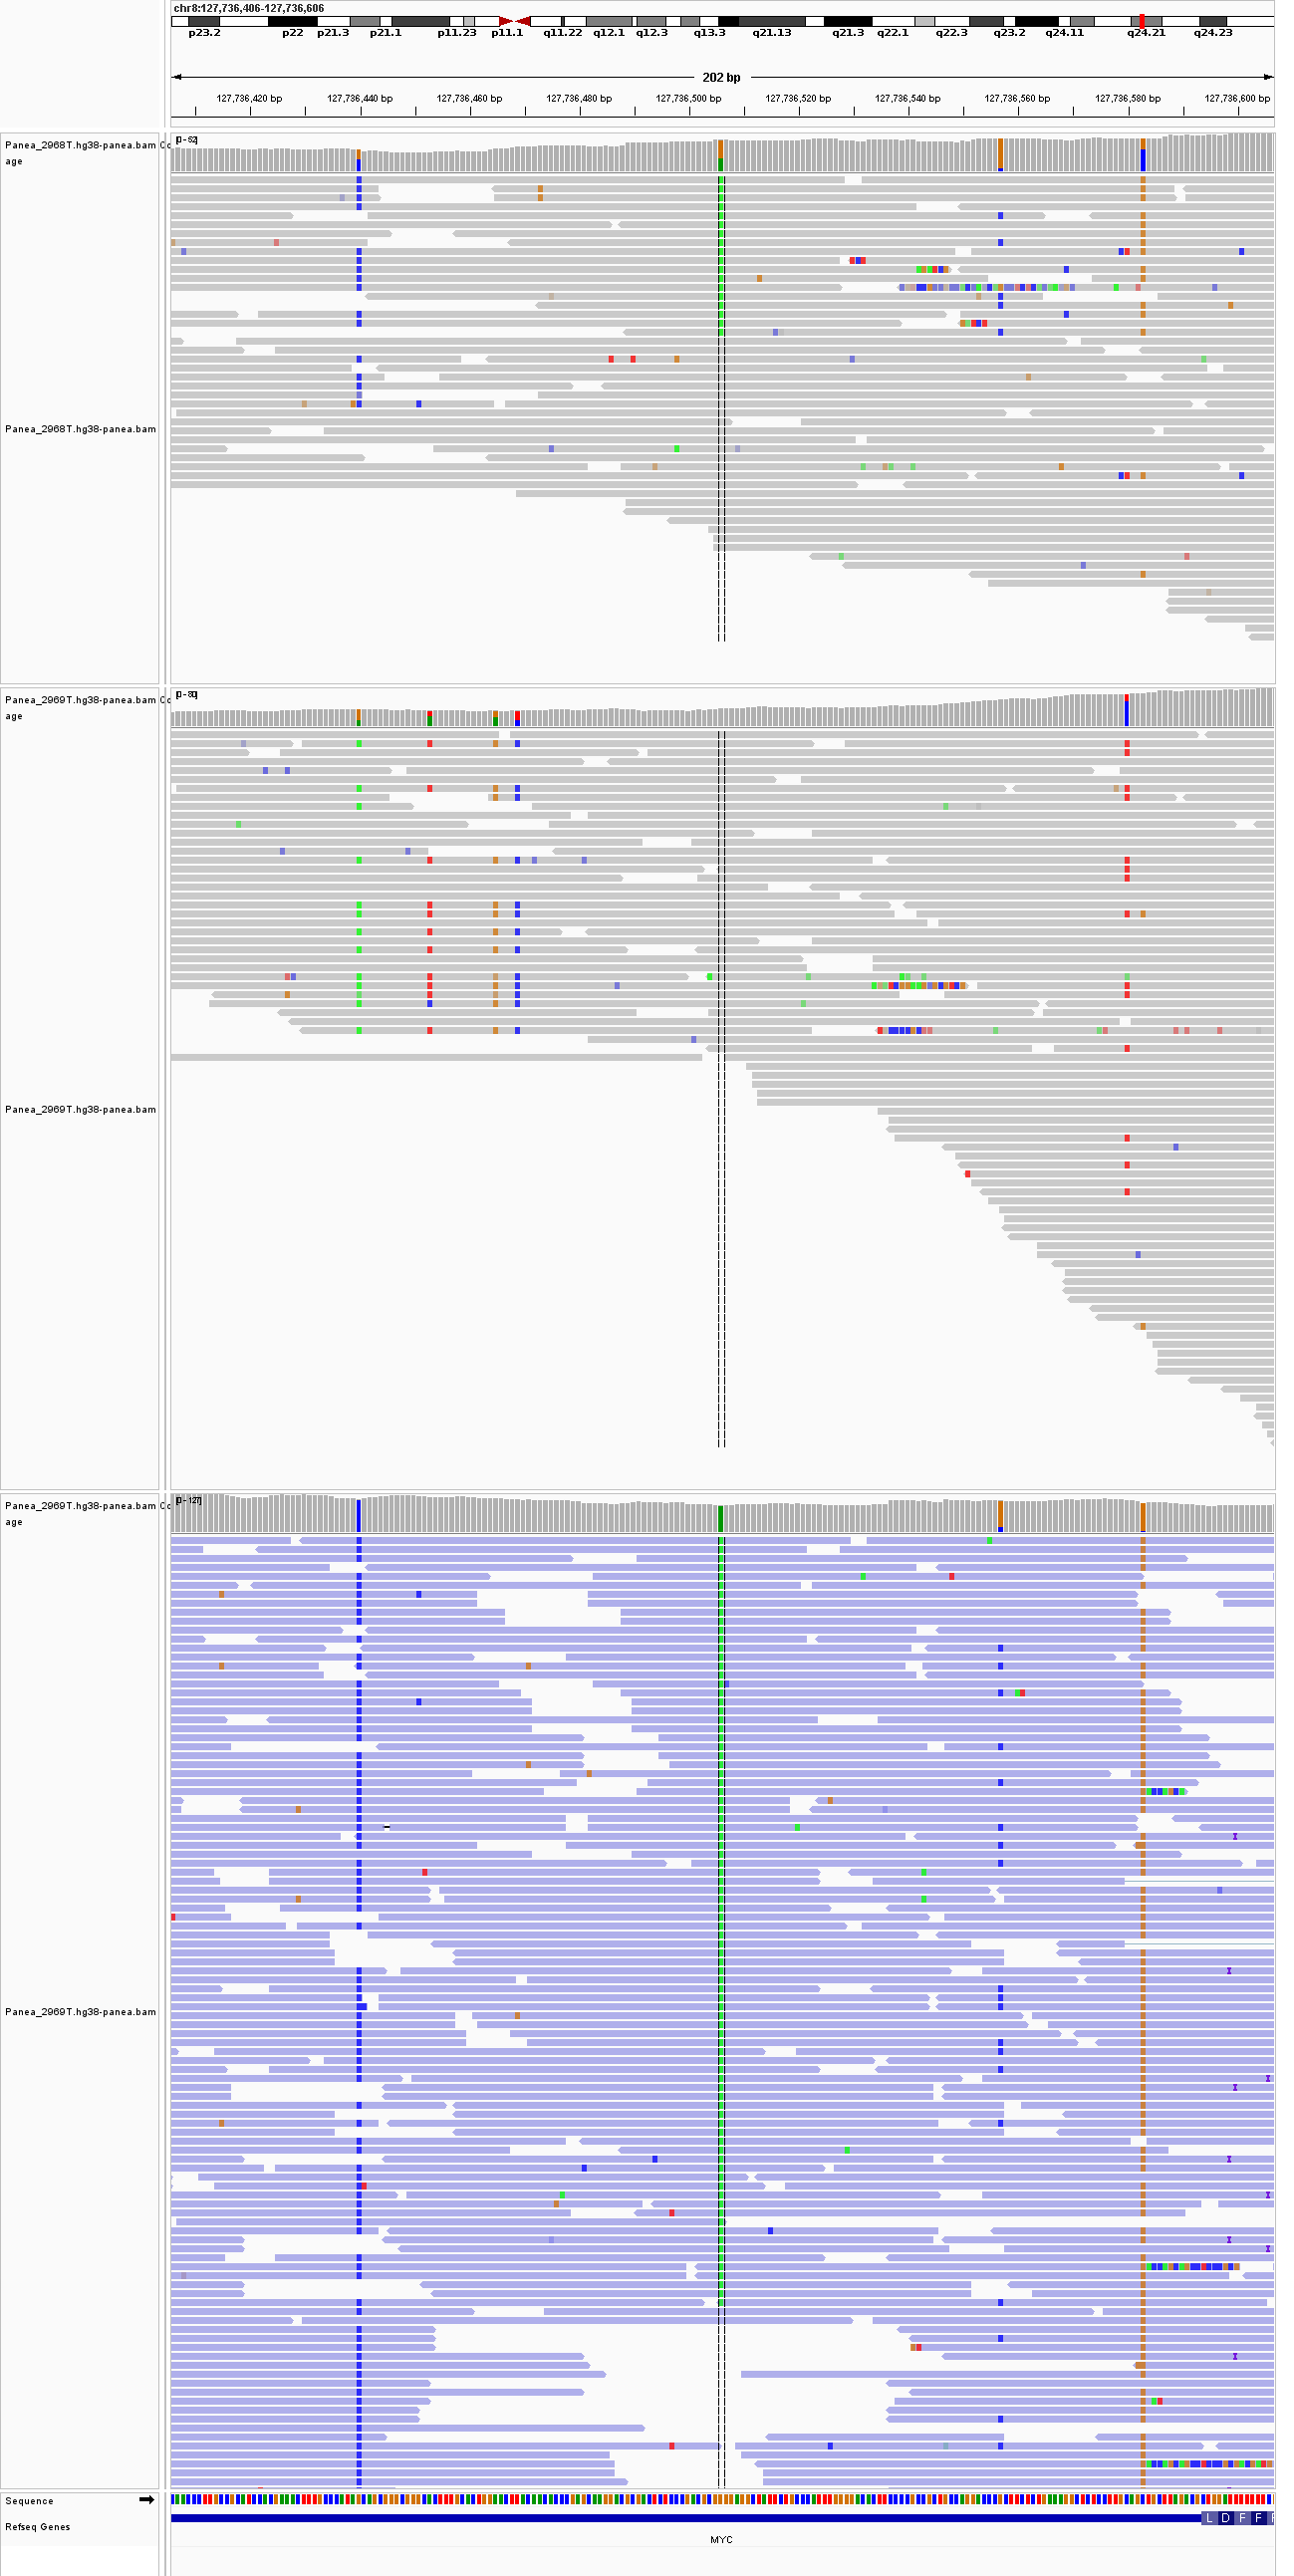 chr8:127,736,406-127,736,606
p23.2 p22 p21.3 p21.1 p11.23 p11.1 q11.22 q12.1 q12.3 q13.3 q21.13 q21.3 q22.1 q22.3 q23.2 q24.11 q24.21 q24.23
202 bp
127,736,420 bp 127,736,440 bp 127,736,460 bp 127,736,480 bp 127,736,500 bp 127,736,520 bp 127,736,540 bp 127,736,560 bp 127,736,580 bp 127,736,600 bp
Panea_2968T.hg38-panea.bam Co
age
[0 - 62]
Panea_2968T.hg38-panea.bam
Panea_2969T.hg38-panea.bam Co
age
[0 - 80]
Panea_2969T.hg38-panea.bam
Panea_2969T.hg38-panea.bam Co
age
[0 - 127]
Panea_2969T.hg38-panea.bam
Sequence
Refseq Genes
L D F F
MYC